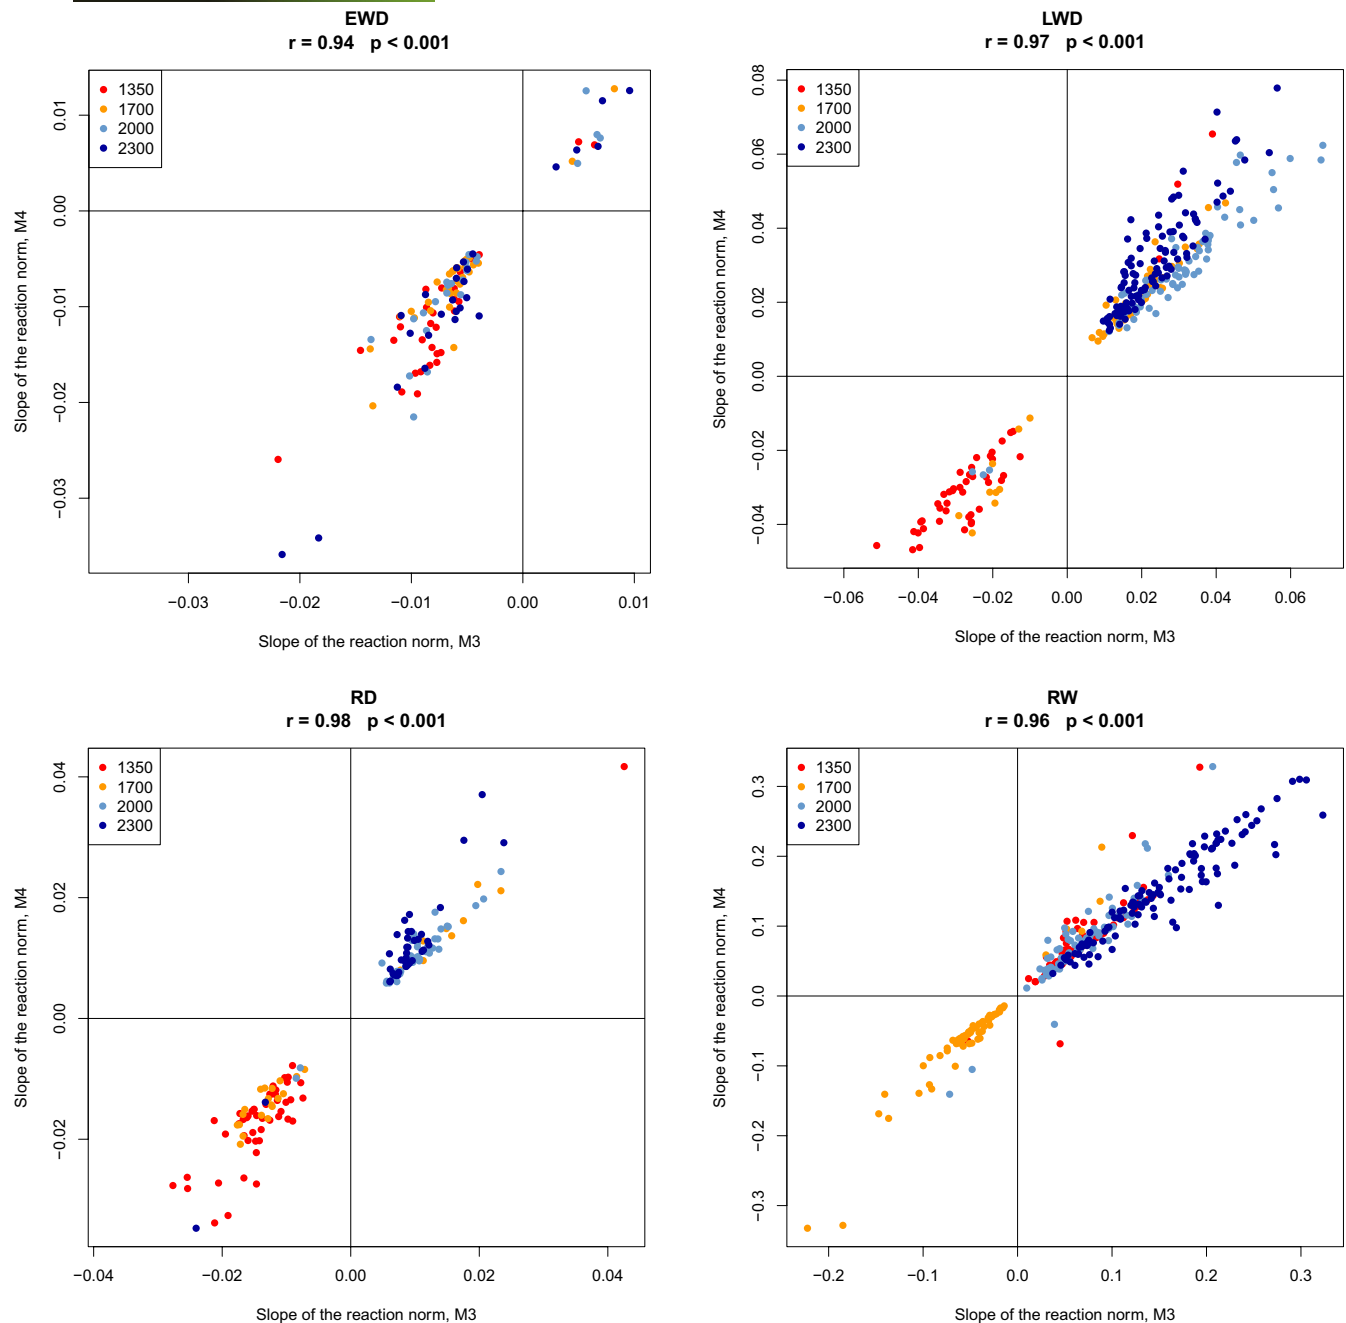 EWD
r = 0.94 p < 0.001
1350
1700
2000
2300
0.01
0.00
−0.01
−0.02
−0.03
Slope of the reaction norm, M4
−0.03 −0.02 −0.01 0.00 0.01
Slope of the reaction norm, M3
LWD
r = 0.97 p < 0.001
1350
1700
2000
2300
0.08
0.06
0.04
0.02
0.00
−0.02
−0.04
Slope of the reaction norm, M4
−0.06 −0.04 −0.02 0.00 0.02 0.04 0.06
Slope of the reaction norm, M3
RD
r = 0.98 p < 0.001
1350
1700
2000
2300
0.04
0.02
0.00
−0.02
Slope of the reaction norm, M4
−0.04 −0.02 0.00 0.02 0.04
Slope of the reaction norm, M3
RW
r = 0.96 p < 0.001
1350
1700
2000
2300
0.3
0.2
0.1
0.0
−0.1
−0.2
−0.3
Slope of the reaction norm, M4
−0.2 −0.1 0.0 0.1 0.2 0.3
Slope of the reaction norm, M3